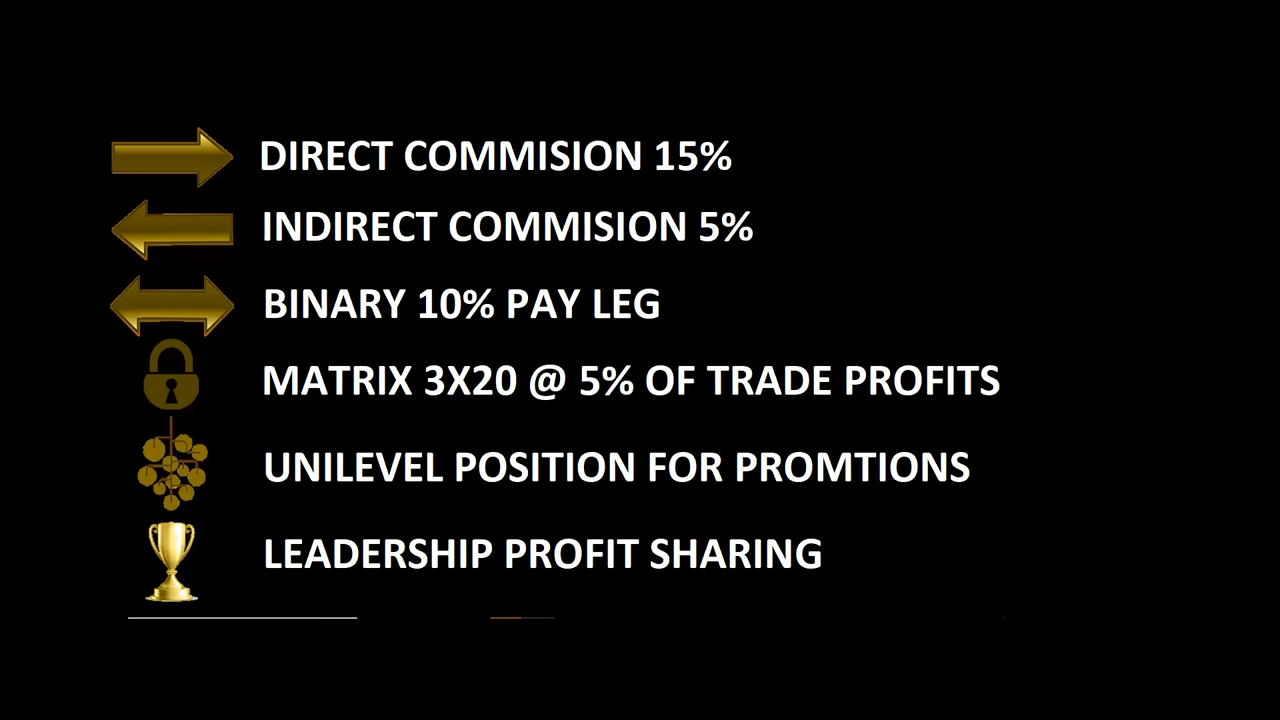 DIRECT COMMISION 15%
INDIRECT COMMISION 5%
BINARY 10% PAY LEG
MATRIX 3X20 @ 5% OF TRADE PROFITS
UNILEVEL POSITION FOR PROMTIONS
LEADERSHIP PROFIT SHARING